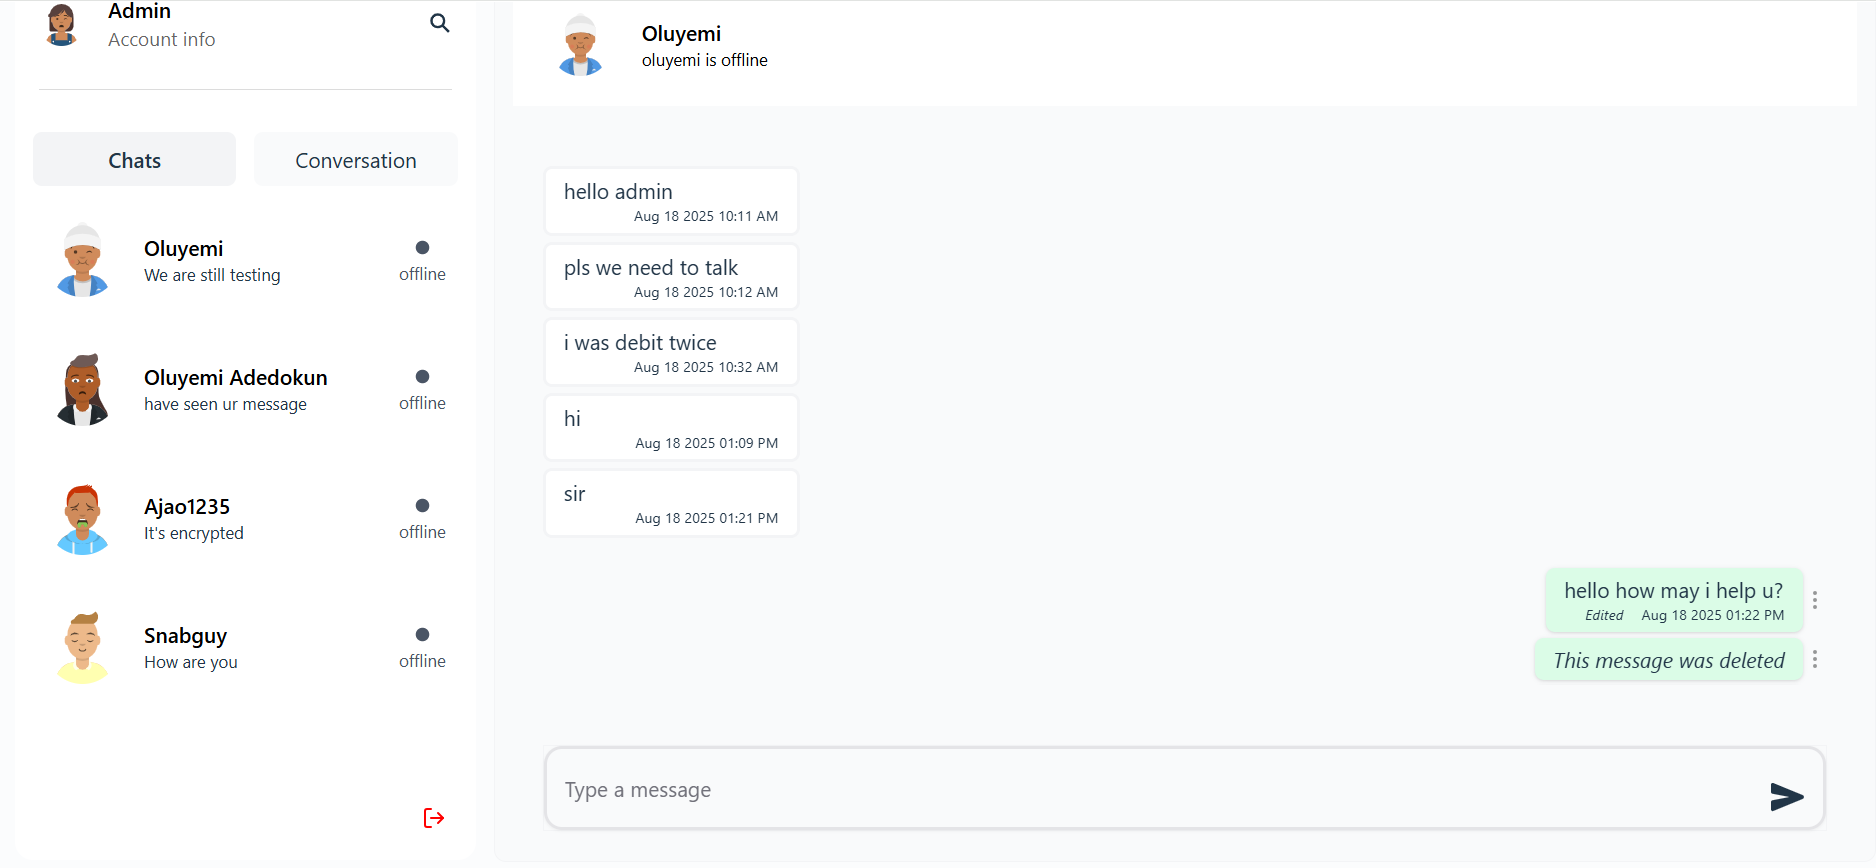 Admin
Account info
Chats
Conversation
Oluyemi
We are still testing
offline
Oluyemi Adedokun
have seen ur message
offline
Ajao1235
It's encrypted
offline
Snabguy
How are you
offline
Oluyemi
oluyemi is offline
hello admin
Aug 18 2025 10:11 AM
pls we need to talk
Aug 18 2025 10:12 AM
i was debit twice
Aug 18 2025 10:32 AM
hi
Aug 18 2025 01:09 PM
sir
Aug 18 2025 01:21 PM
hello how may i help u?
Edited Aug 18 2025 01:22 PM
This message was deleted
Type a message